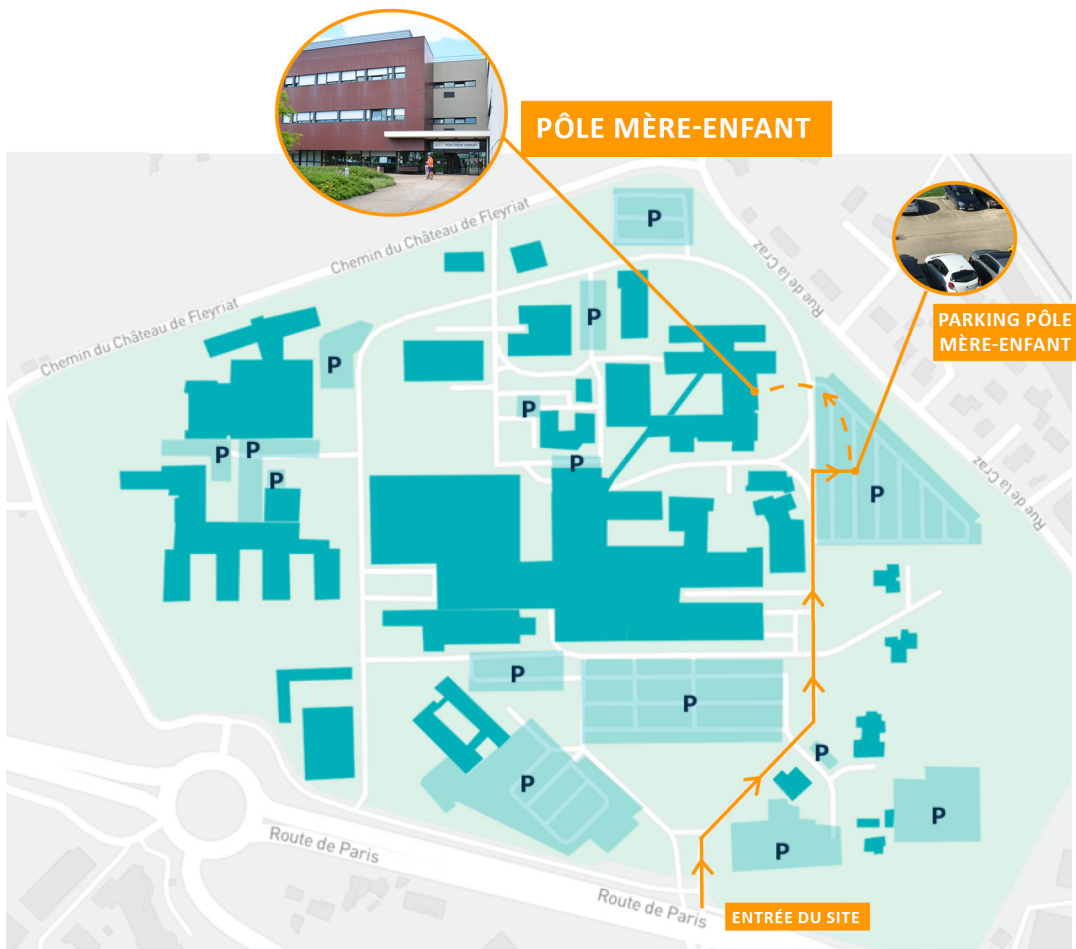 PÔLE MÈRE-ENFANT
Chemin du Château de Fleyriat
P
Rue de la Craz
PARKING PÔLE
MÈRE-ENFANT
Chemin du Château de Fleyriat
P
P
P
P
P
P
P
P
Rue de la Craz
P
P
P
P
P
P
P
Route de Paris
Route de Paris
ENTRÉE DU SITE